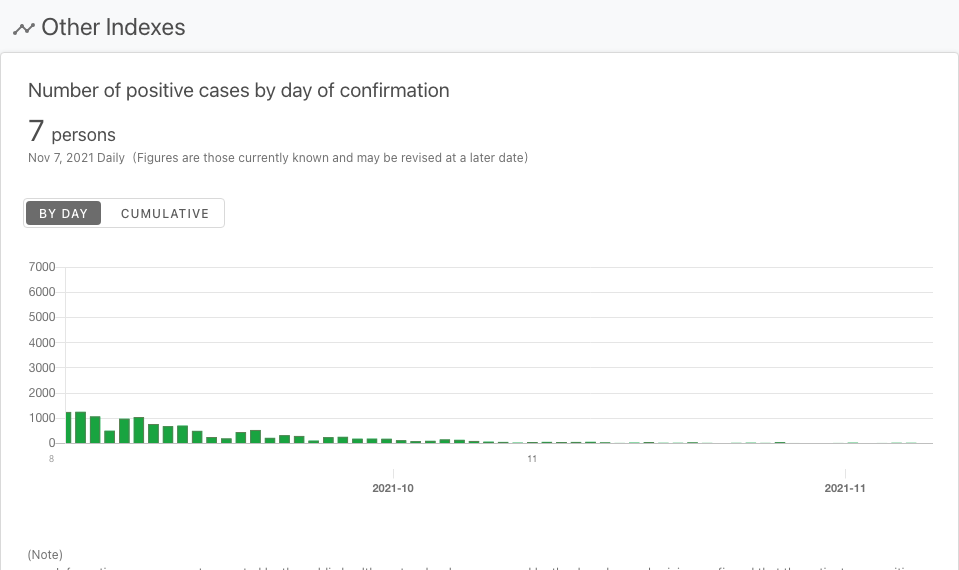 Other Indexes
Number of positive cases by day of confirmation
7 persons
Nov 7, 2021 Daily (Figures are those currently known and may be revised at a later date)
BY DAY CUMULATIVE
7000
6000
5000
4000
3000
2000
1000
0
8 11
2021-10 2021-11
(Note)